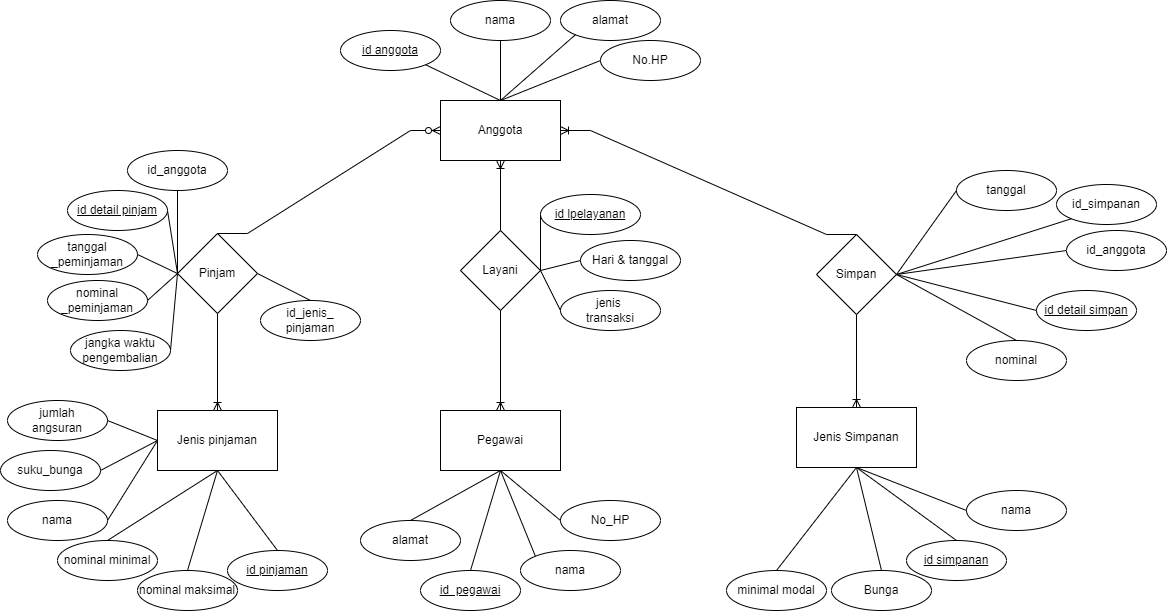 nama
alamat
id anggota
No.HP
Anggota
id_anggota
id detail pinjam
tanggal
_peminjaman
nominal
_peminjaman
jangka waktu
pengembalian
Pinjam
id_jenis_
pinjaman
id lpelayanan
Hari & tanggal
jenis
transaksi
Layani
tanggal
id_simpanan
id_anggota
id detail simpan
nominal
Simpan
jumlah
angsuran
suku_bunga
nama
nominal minimal
nominal maksimal
id pinjaman
Jenis pinjaman
Pegawai
alamat
id_pegawai
nama
No_HP
Jenis Simpanan
nama
id simpanan
minimal modal
Bunga